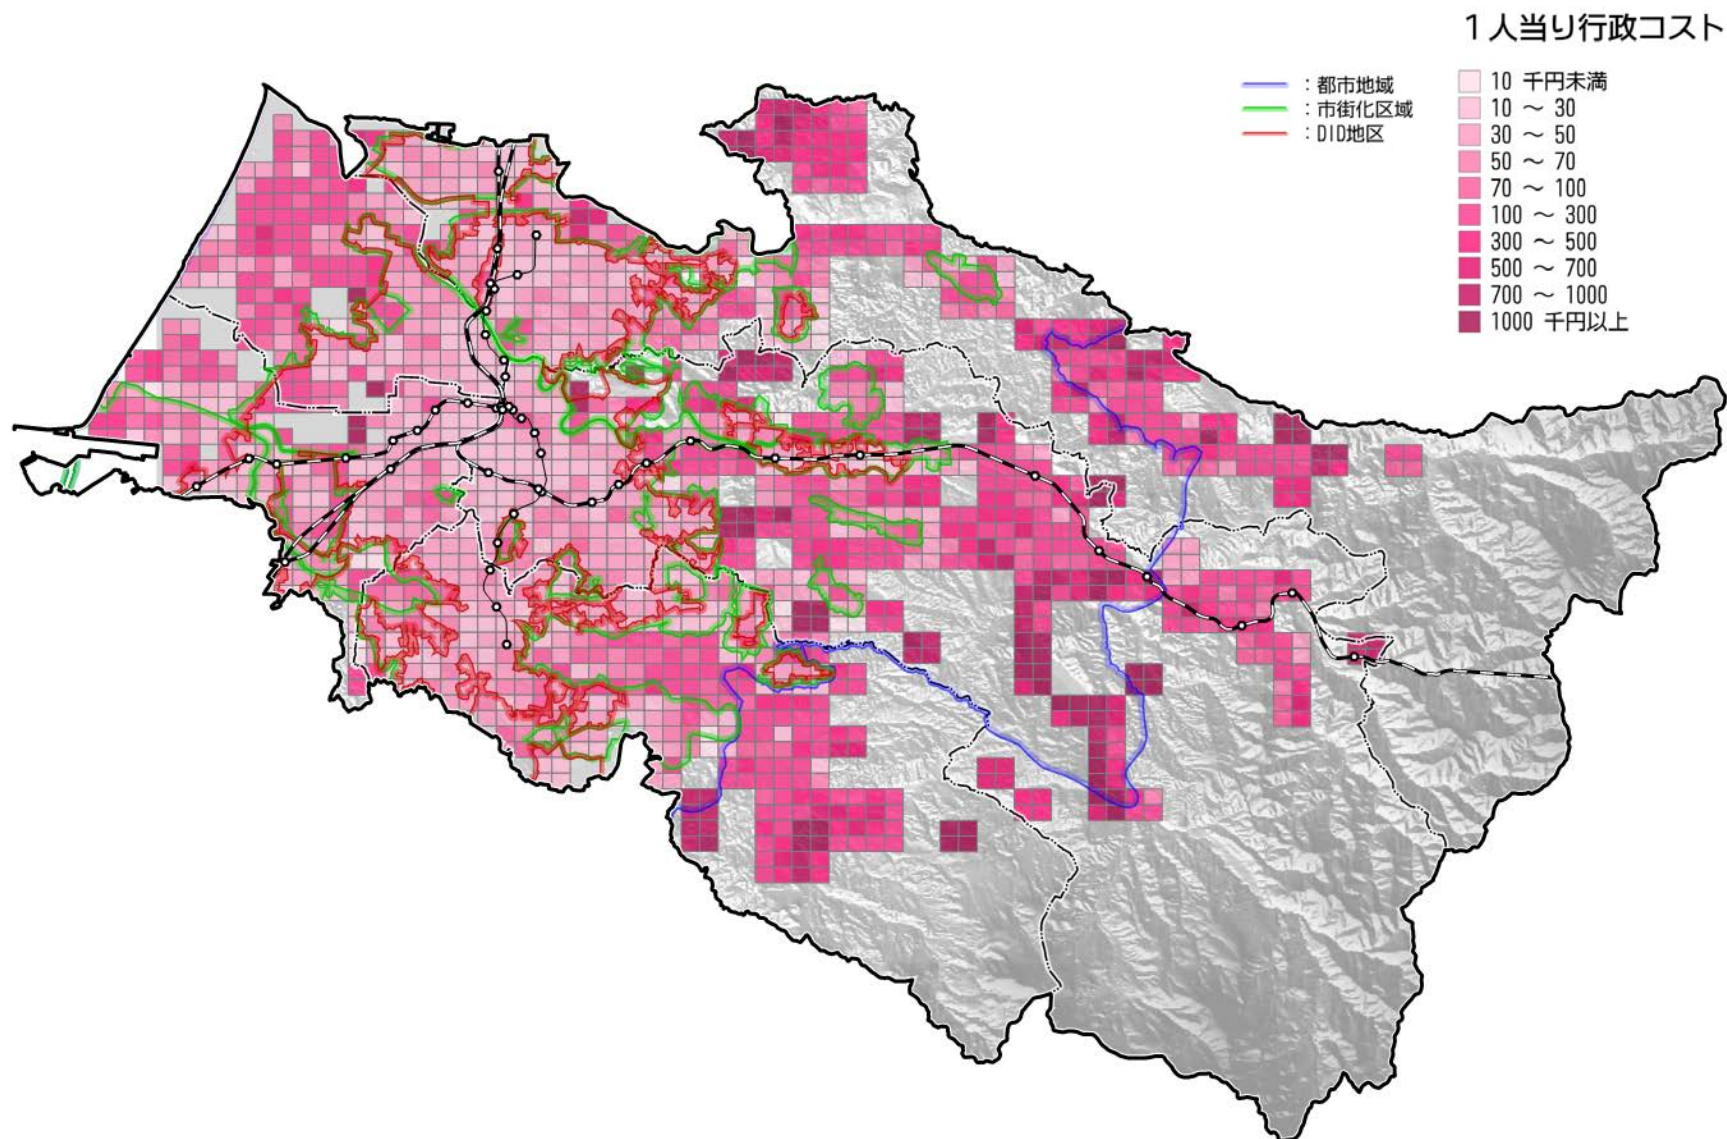 1人当り行政コスト
：都市地域
：市街化区域
：DID地区
10 千円未満
10 ～ 30
30 ～ 50
50 ～ 70
70 ～ 100
100 ～ 300
300 ～ 500
500 ～ 700
700 ～ 1000
1000 千円以上